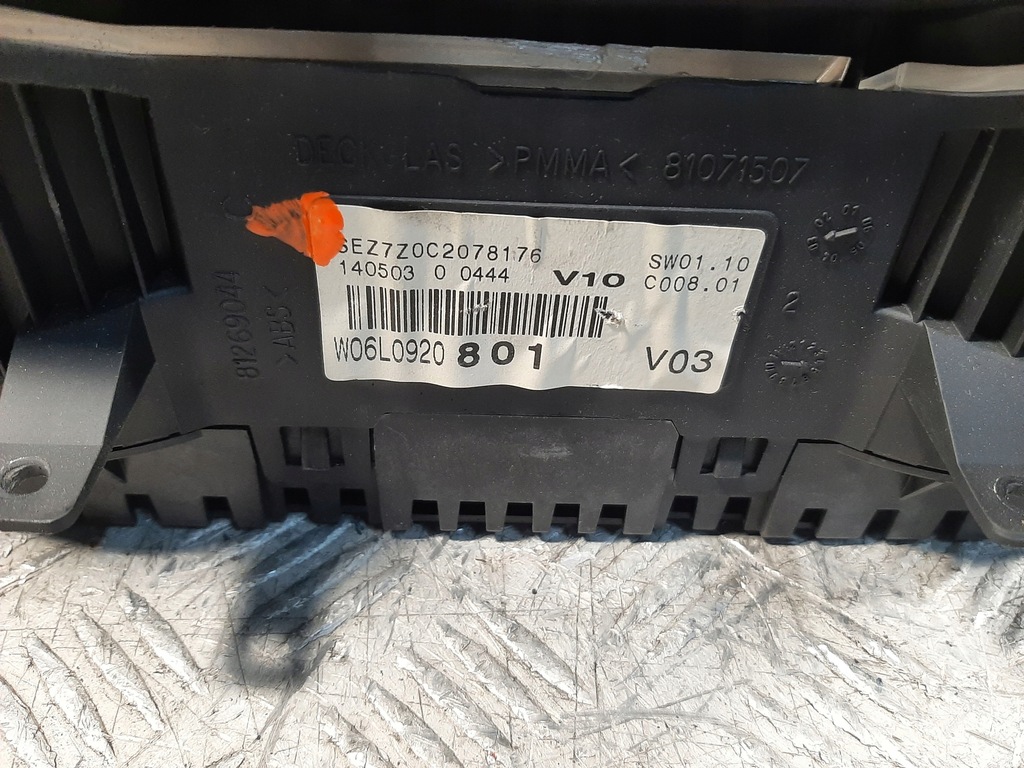 >PMMA< 81071507
SEZ7Z0C2078176
SW01.10
140503 0 0444
V10
C008.01
W06L0920 801
V03
81269044
>ABS<
C
2